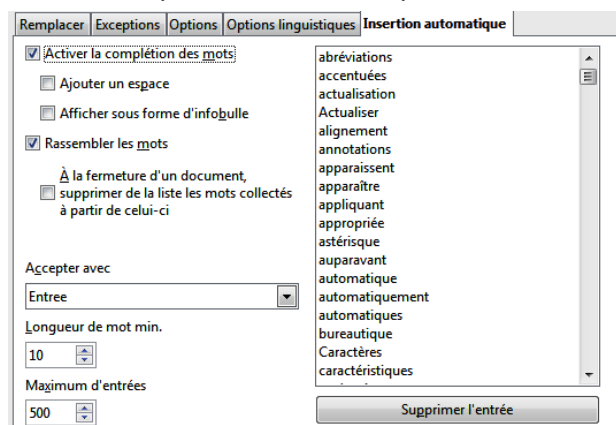 Remplacer Exceptions Options Options linguistiques Insertion automatique
Activer la complétion des mots
Ajouter un espace
Afficher sous forme d'infobulle
Rassembler les mots
À la fermeture d'un document,
supprimer de la liste les mots collectés
à partir de celui-ci
Accepter avec
Entree
Longueur de mot min.
10
Maximum d'entrées
500
abréviations
accentuées
actualisation
Actualiser
alignement
annotations
apparaissent
apparaître
appliquant
appropriée
astérisque
auparavant
automatique
automatiquement
automatiques
bureautique
Caractères
caractéristiques
Supprimer l'entrée